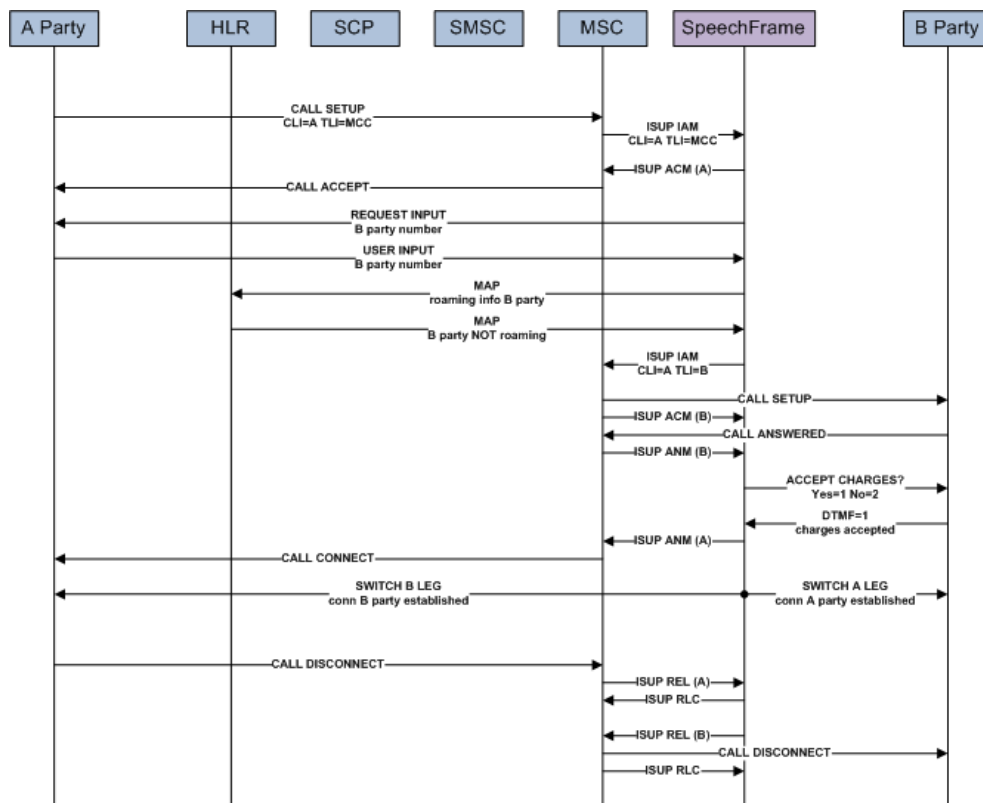 A Party
HLR
SCP
SMSC
MSC
SpeechFrame
B Party
CALL SETUP
CLI=A TLI=MCC
ISUP IAM
CLI=A TLI=MCC
ISUP ACM (A)
CALL ACCEPT
REQUEST INPUT
B party number
USER INPUT
B party number
MAP
roaming info B party
MAP
B party NOT roaming
ISUP IAM
CLI=A TLI=B
CALL SETUP
ISUP ACM (B)
CALL ANSWERED
ISUP ANM (B)
ACCEPT CHARGES?
Yes=1 No=2
DTMF=1
charges accepted
ISUP ANM (A)
CALL CONNECT
SWITCH B LEG
conn B party established
SWITCH A LEG
conn A party established
CALL DISCONNECT
ISUP REL (A)
ISUP RLC
ISUP REL (B)
CALL DISCONNECT
ISUP RLC